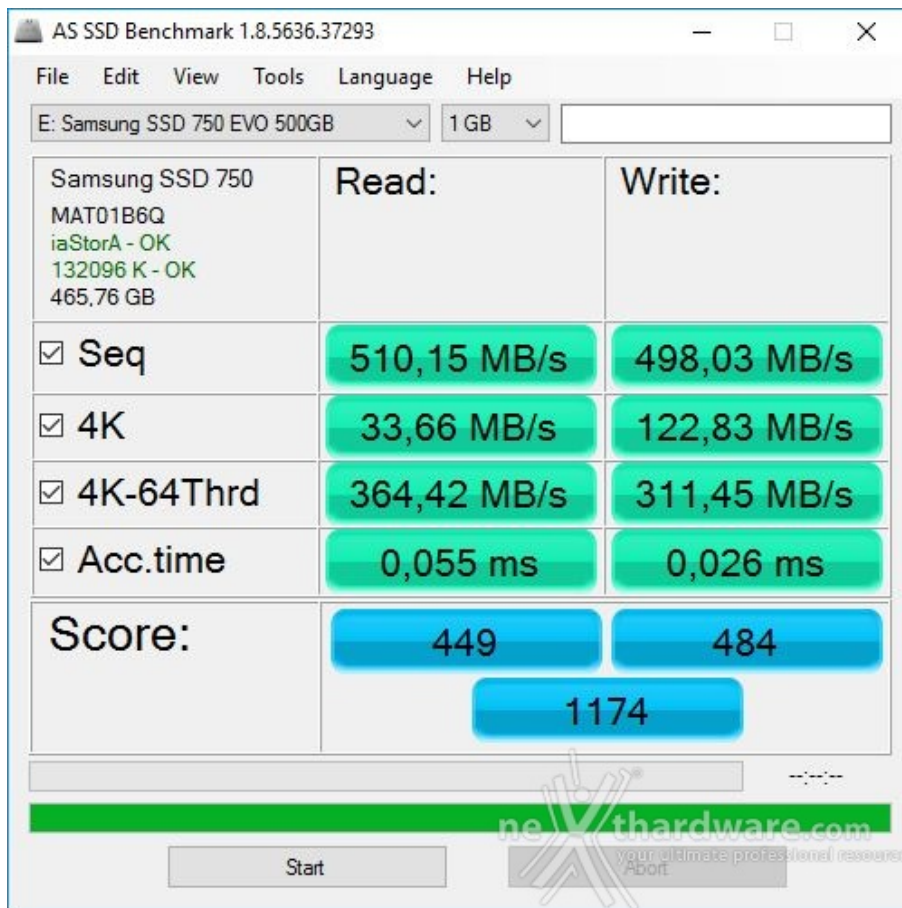 AS SSD Benchmark 1.8.5636.37293
File Edit View Tools Language Help
E: Samsung SSD 750 EVO 500GB 1 GB
Samsung SSD 750
MAT01B6Q
iaStorA - OK
132096 K - OK
465,76 GB
Read: Write:
Seq 510,15 MB/s 498,03 MB/s
4K 33,66 MB/s 122,83 MB/s
4K-64Thrd 364,42 MB/s 311,45 MB/s
Acc.time 0,055 ms 0,026 ms
Score: 449 484
1174
--:--:--
nexthardware.com
your ultimate professional resource
Start Abort